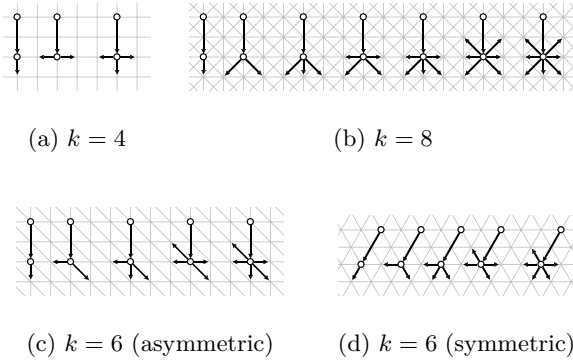 (a) k = 4
(b) k = 8
(c) k = 6 (asymmetric)
(d) k = 6 (symmetric)